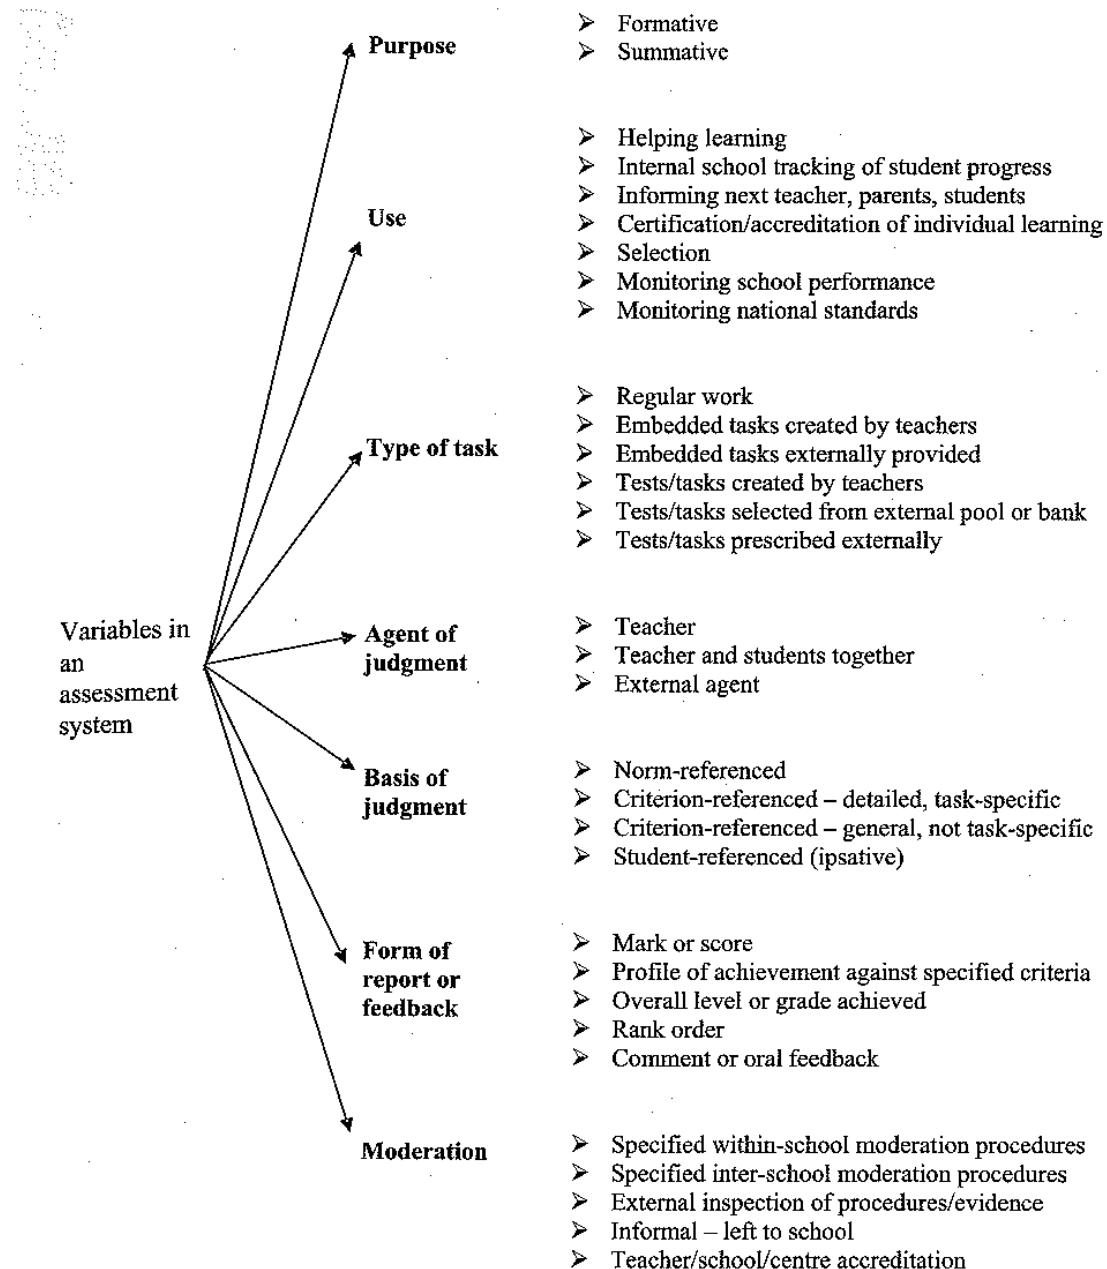 Purpose
➢ Formative
➢ Summative
Use
➢ Helping learning
➢ Internal school tracking of student progress
➢ Informing next teacher, parents, students
➢ Certification/accreditation of individual learning
➢ Selection
➢ Monitoring school performance
➢ Monitoring national standards
Type of task
➢ Regular work
➢ Embedded tasks created by teachers
➢ Embedded tasks externally provided
➢ Tests/tasks created by teachers
➢ Tests/tasks selected from external pool or bank
➢ Tests/tasks prescribed externally
Variables in
an
assessment
system
Agent of
judgment
➢ Teacher
➢ Teacher and students together
➢ External agent
Basis of
judgment
➢ Norm-referenced
➢ Criterion-referenced – detailed, task-specific
➢ Criterion-referenced – general, not task-specific
➢ Student-referenced (ipsative)
Form of
report or
feedback
➢ Mark or score
➢ Profile of achievement against specified criteria
➢ Overall level or grade achieved
➢ Rank order
➢ Comment or oral feedback
Moderation
➢ Specified within-school moderation procedures
➢ Specified inter-school moderation procedures
➢ External inspection of procedures/evidence
➢ Informal – left to school
➢ Teacher/school/centre accreditation